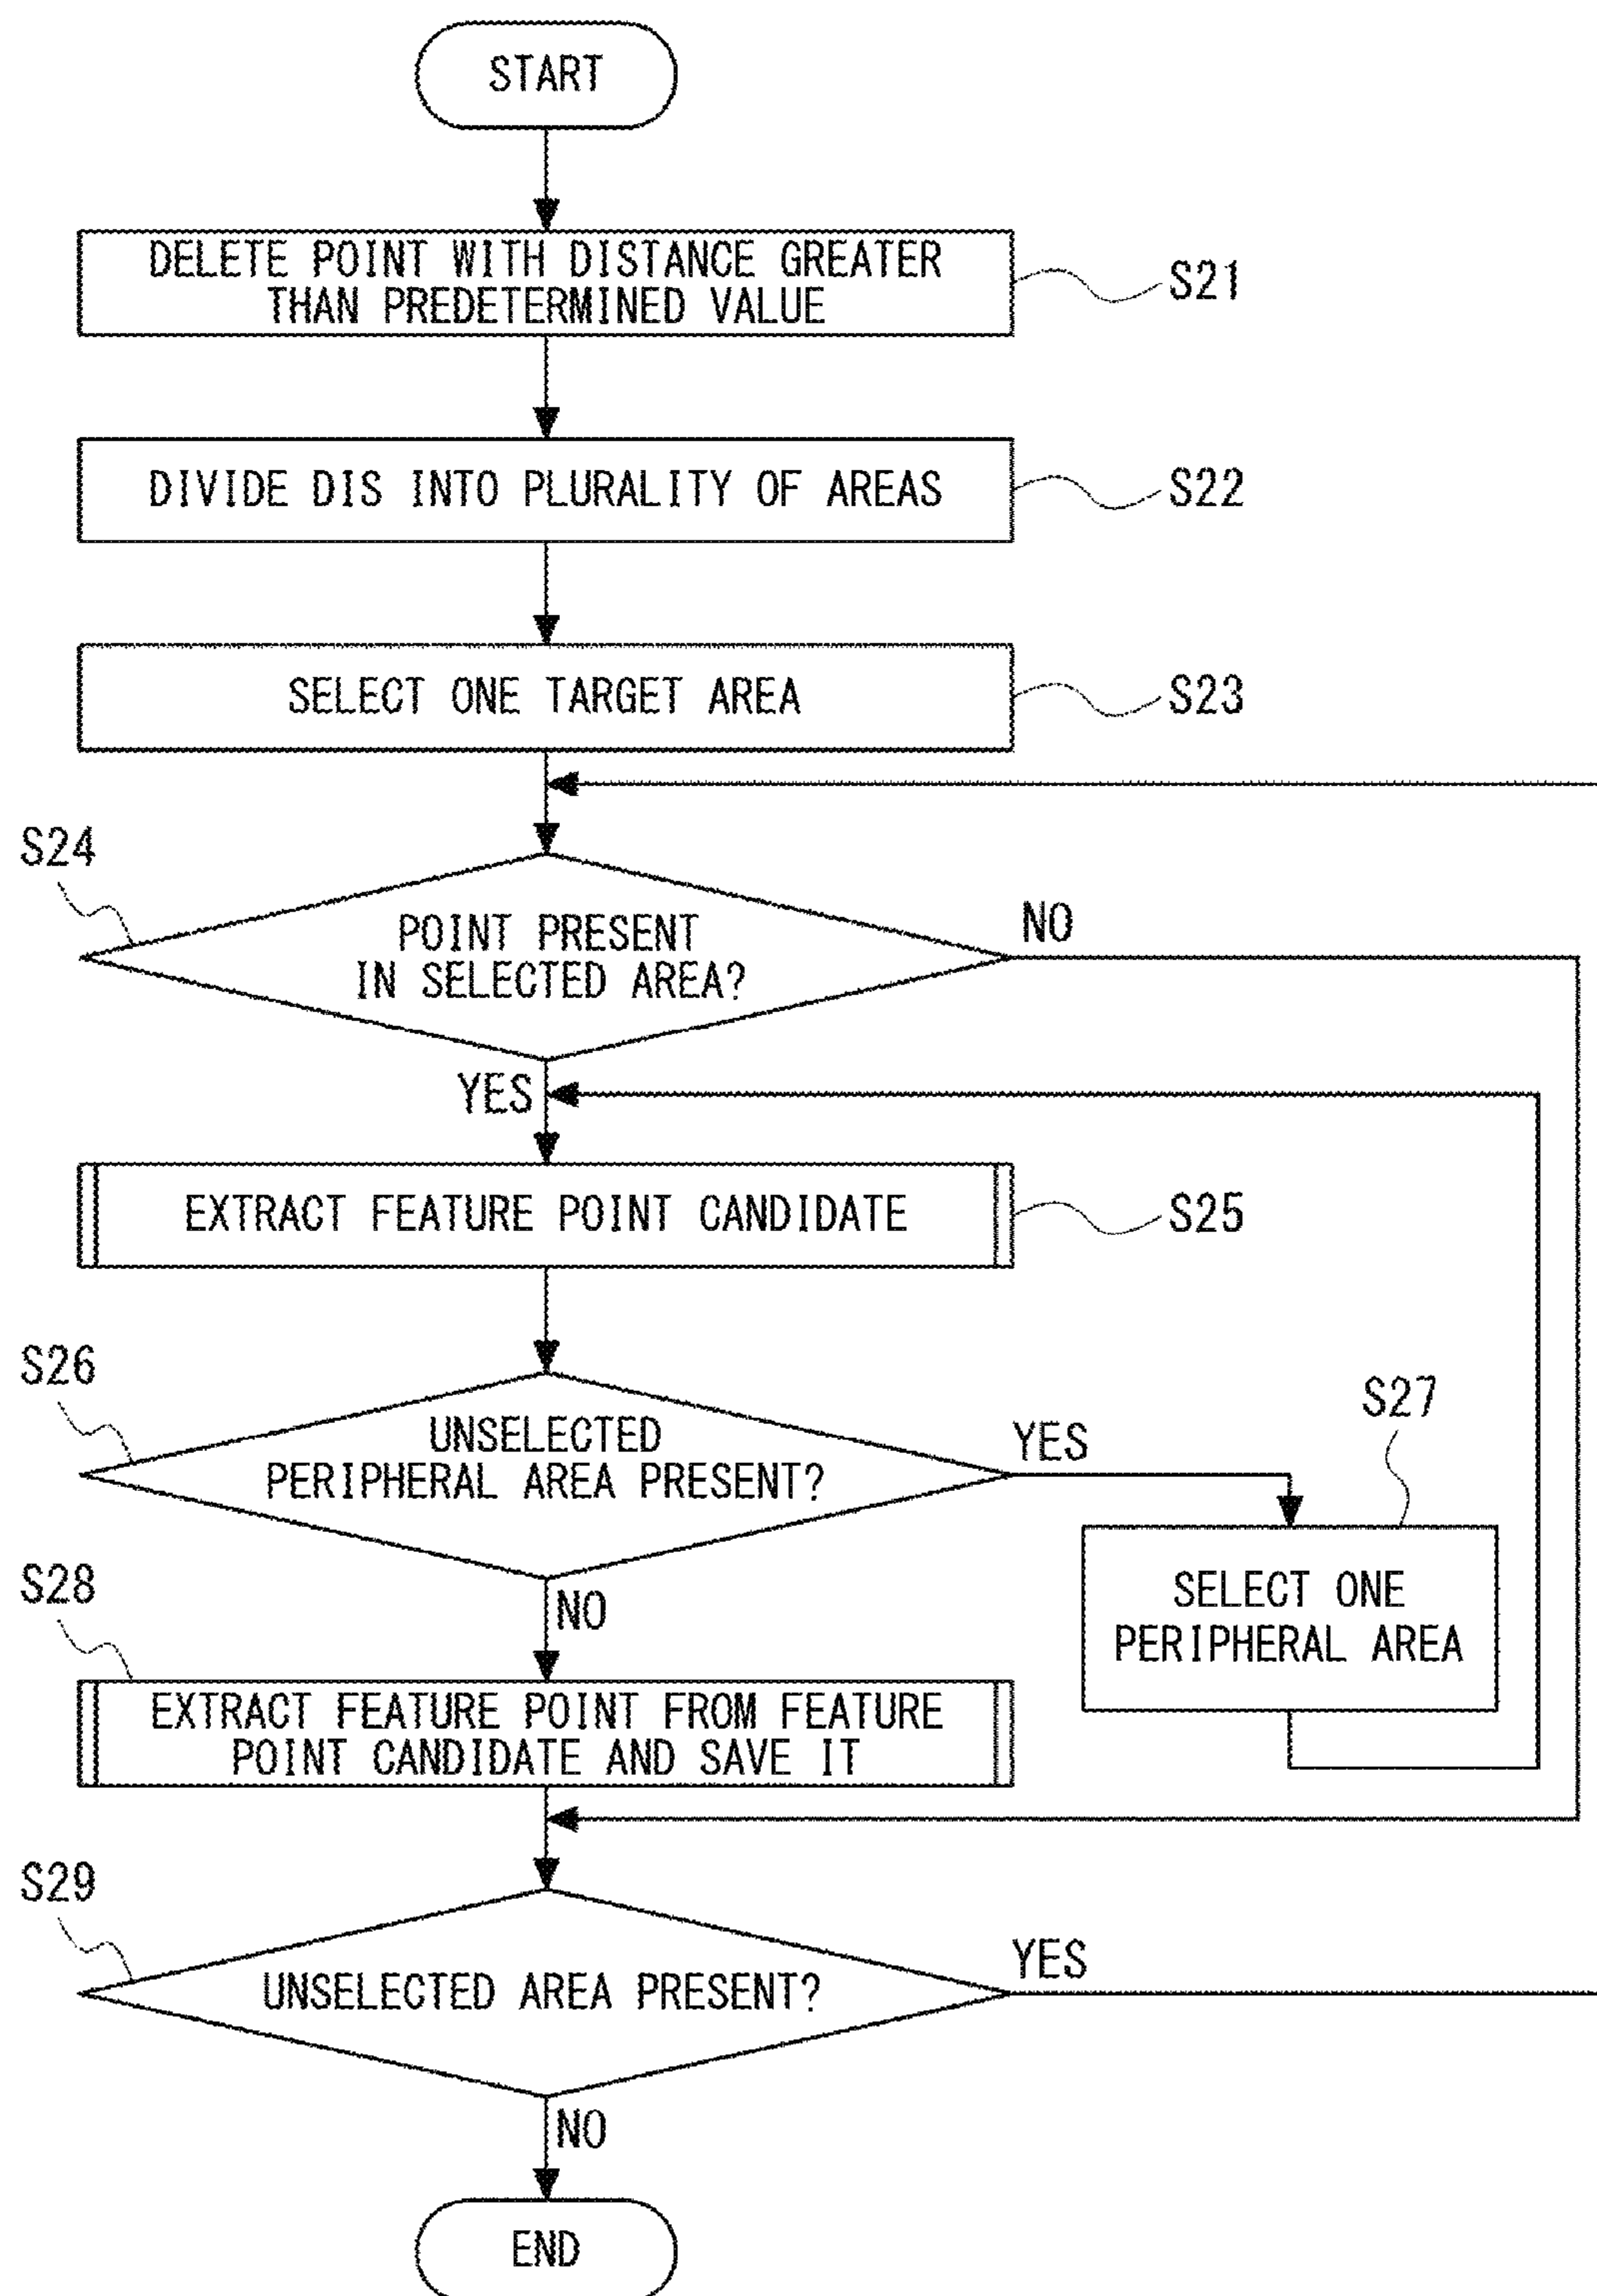 START
DELETE POINT WITH DISTANCE GREATER
THAN PREDETERMINED VALUE
S21
DIVIDE DIS INTO PLURALITY OF AREAS
S22
SELECT ONE TARGET AREA
S23
S24
POINT PRESENT
IN SELECTED AREA?
NO
YES
EXTRACT FEATURE POINT CANDIDATE
S25
S26
UNSELECTED
PERIPHERAL AREA PRESENT?
YES
S27
SELECT ONE
PERIPHERAL AREA
NO
S28
EXTRACT FEATURE POINT FROM FEATURE
POINT CANDIDATE AND SAVE IT
S29
UNSELECTED AREA PRESENT?
YES
NO
END